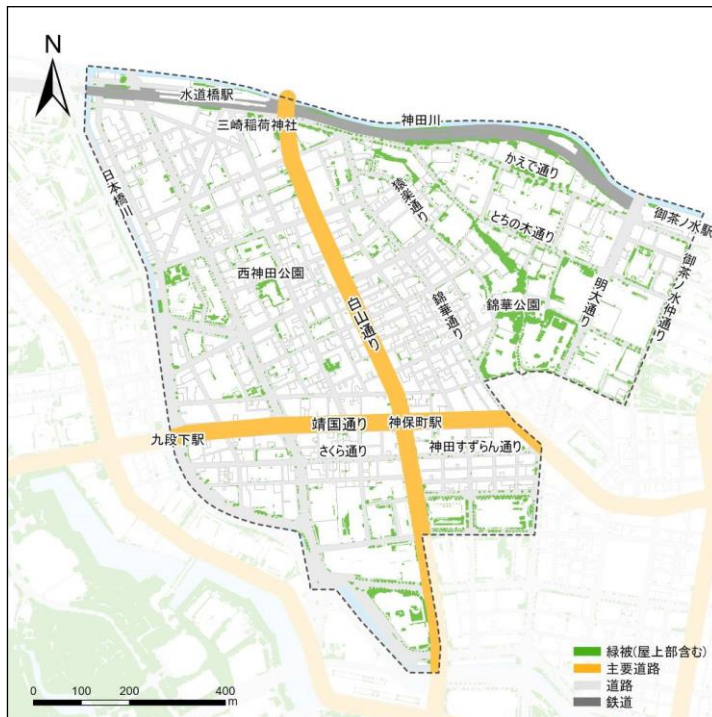 N
水道橋駅
三崎稲荷神社
神田川
かえで通り
日本橋川
猿楽通り
とちの木通り
御茶ノ水駅
西神田公園
白山通り
錦華通り
錦華公園
明大通り
御茶ノ水仲通り
靖国通り
神保町駅
九段下駅
さくら通り
神田すずらん通り
緑被(屋上部含む)
主要道路
道路
鉄道
0 100 200 400
m